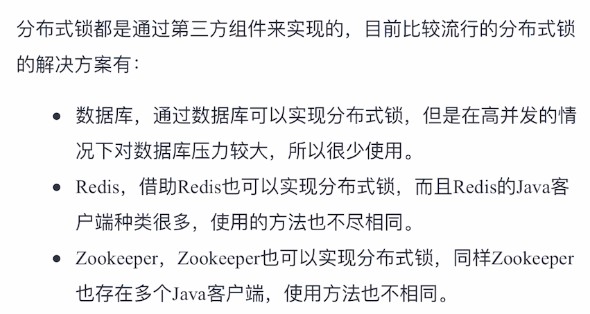 分布式锁都是通过第三方组件来实现的，目前比较流行的分布式锁
的解决方案有：
• 数据库，通过数据库可以实现分布式锁，但是在高并发的情
况下对数据库压力较大，所以很少使用。
• Redis，借助Redis也可以实现分布式锁，而且Redis的Java客
户端种类很多，使用的方法也不尽相同。
• Zookeeper，Zookeeper也可以实现分布式锁，同样Zookeeper
也存在多个Java客户端，使用方法也不相同。